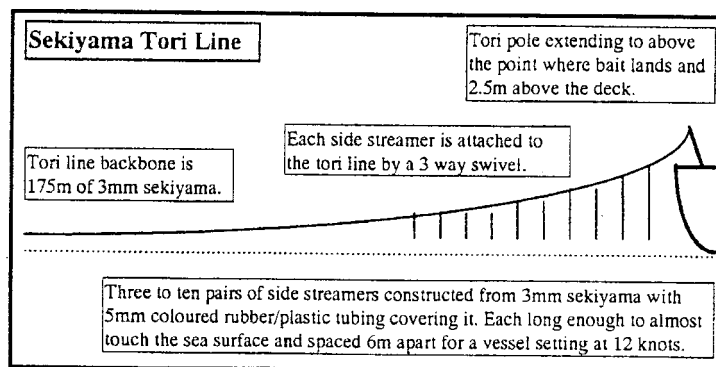 Sekiyama Tori Line
Tori pole extending to above
the point where bait lands and
2.5m above the deck.
Each side streamer is attached to
the tori line by a 3 way swivel.
Tori line backbone is
175m of 3mm sekiyama.
Three to ten pairs of side streamers constructed from 3mm sekiyama with
5mm coloured rubber/plastic tubing covering it. Each long enough to almost
touch the sea surface and spaced 6m apart for a vessel setting at 12 knots.